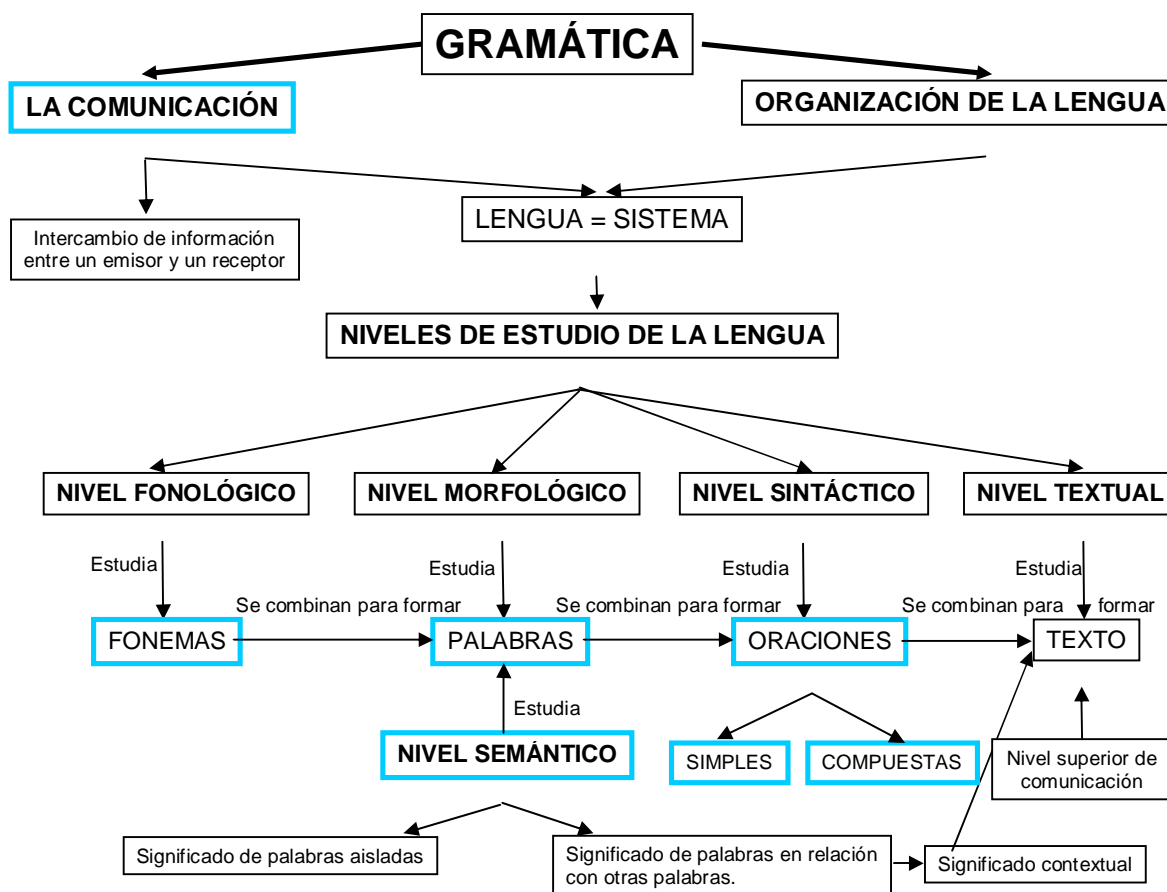 GRAMÁTICA
LA COMUNICACIÓN
ORGANIZACIÓN DE LA LENGUA
LENGUA = SISTEMA
Intercambio de información
entre un emisor y un receptor
NIVELES DE ESTUDIO DE LA LENGUA
NIVEL FONOLÓGICO
NIVEL MORFOLÓGICO
NIVEL SINTÁCTICO
NIVEL TEXTUAL
Estudia
Estudia
Estudia
Estudia
Se combinan para formar
Se combinan para formar
Se combinan para formar
FONEMAS
PALABRAS
ORACIONES
TEXTO
Estudia
NIVEL SEMÁNTICO
SIMPLES
COMPUESTAS
Nivel superior de
comunicación
Significado de palabras aisladas
Significado de palabras en relación
con otras palabras.
Significado contextual